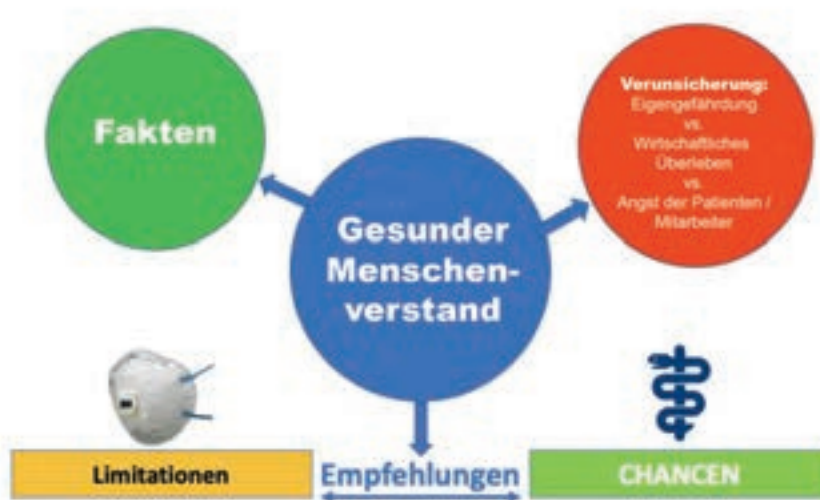 Fakten
Verunsicherung:
Eigengefährdung
vs.
Wirtschaftliches
Überleben
vs.
Angst der Patienten /
Mitarbeiter
Gesunder
Menschen-
verstand
Limitationen
Empfehlungen
CHANCEN